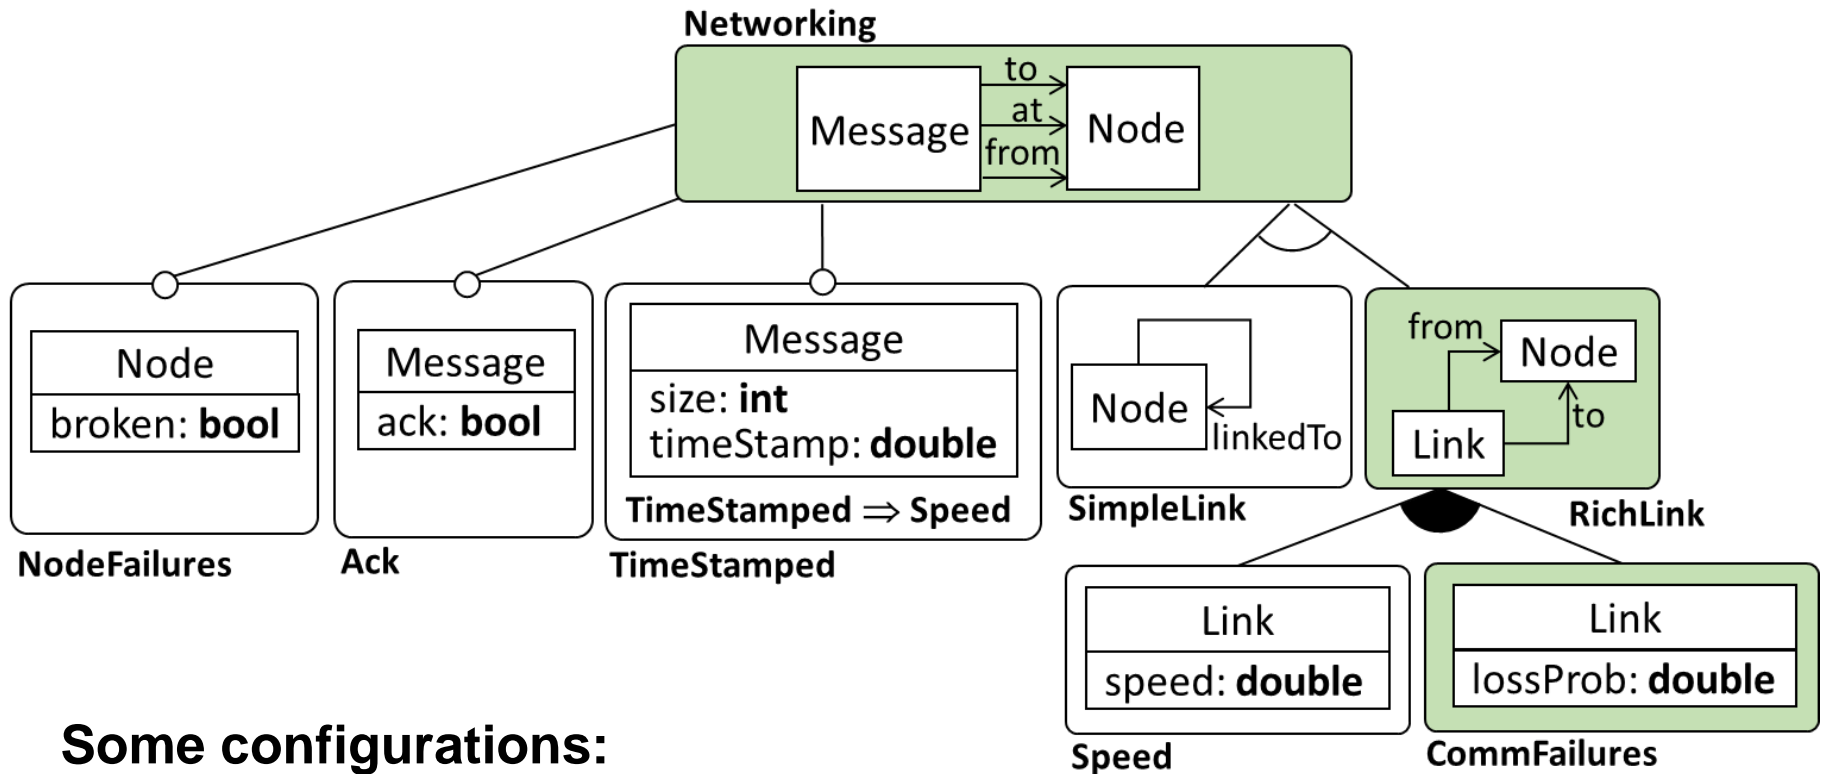 Networking
Message
to
at
from
Node
Node
broken: bool
NodeFailures
Message
ack: bool
Ack
Message
size: int
timeStamp: double
TimeStamped ⇒ Speed
TimeStamped
Node
linkedTo
SimpleLink
from
Node
Link
to
RichLink
Link
speed: double
Speed
Link
lossProb: double
CommFailures
Some configurations: